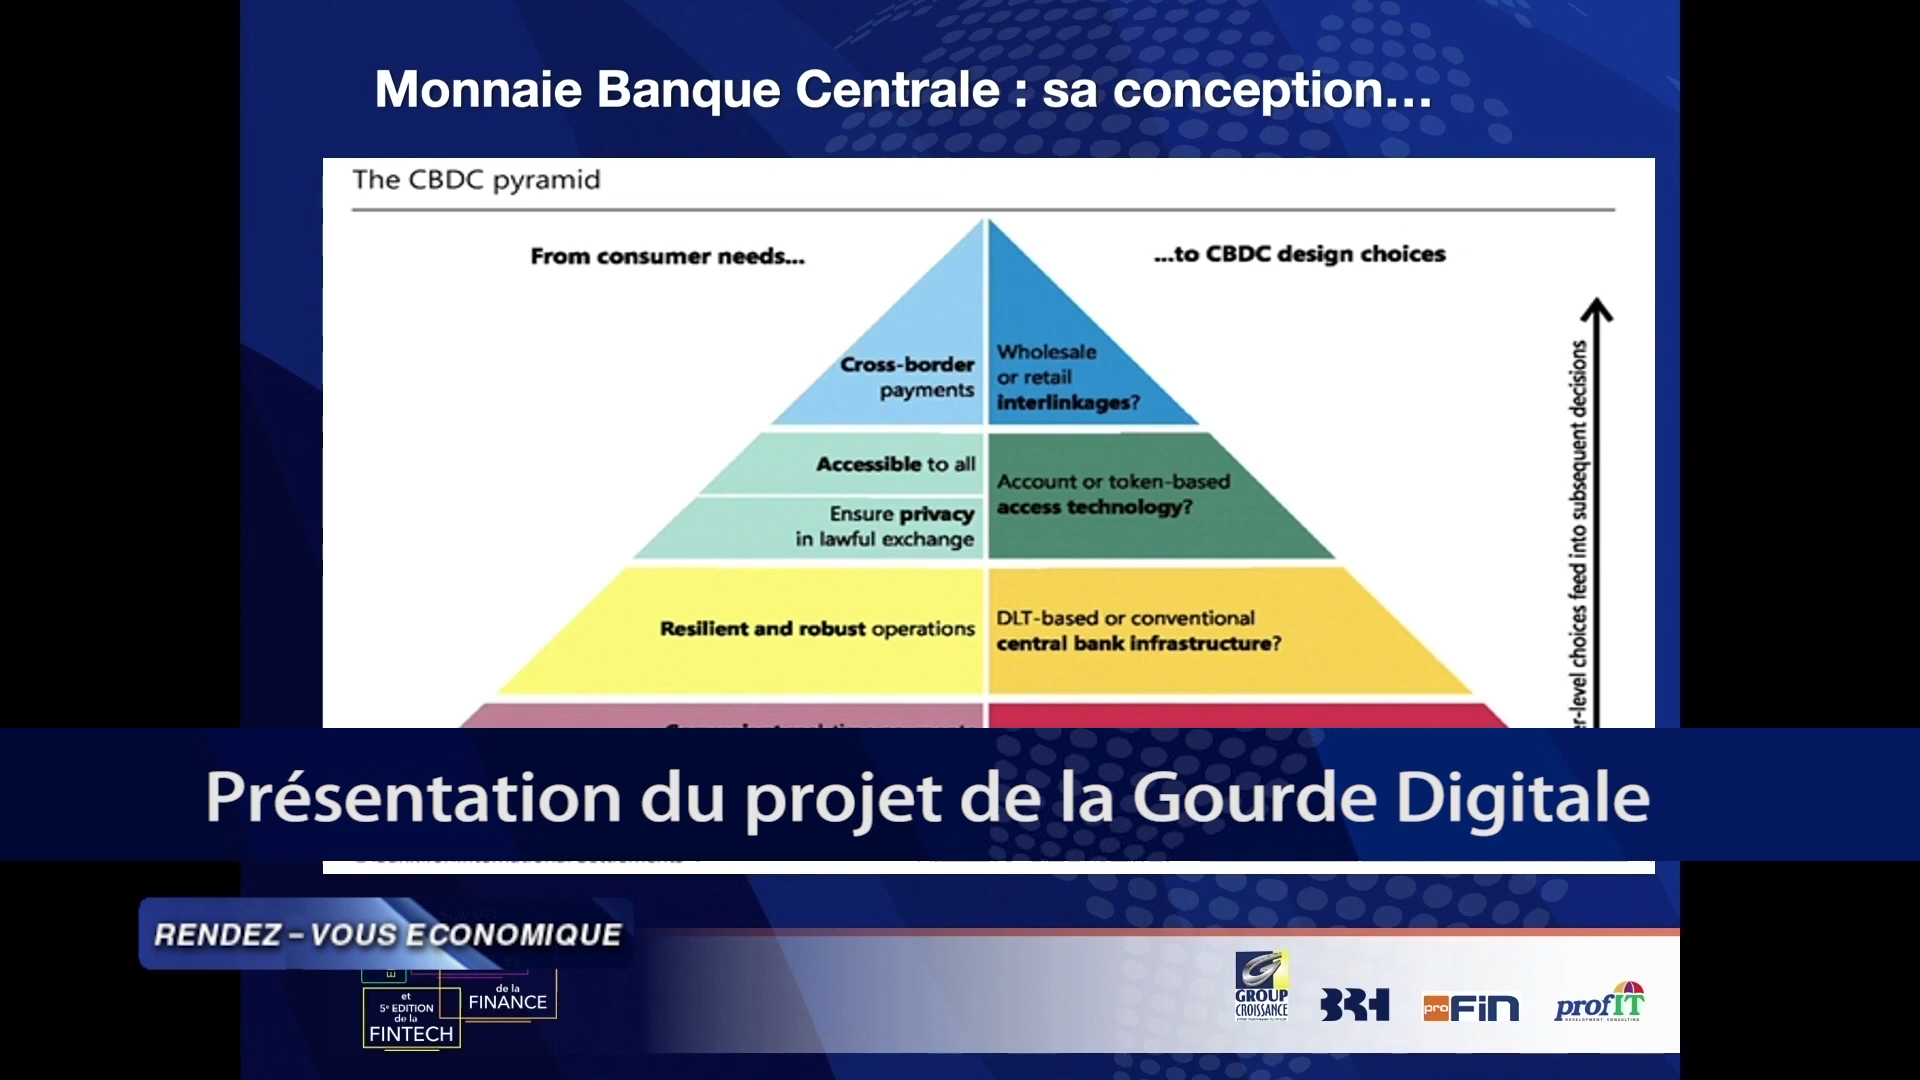 Monnaie Banque Centrale : sa conception...
The CBDC pyramid
From consumer needs...
...to CBDC design choices
Cross-border
payments
Wholesale
or retail
interlinkages?
Accessible to all
Ensure privacy
in lawful exchange
Account or token-based
access technology?
Resilient and robust operations
DLT-based or conventional
central bank infrastructure?
-level choices feed into subsequent decisions
Présentation du projet de la Gourde Digitale
RENDEZ – VOUS ECONOMIQUE
de la
FINANCE
et
5e EDITION
de la
FINTECH
GROUP
CROISSANCE
BRH
proFin
profIT
DEVELOPMENT CONSULTING